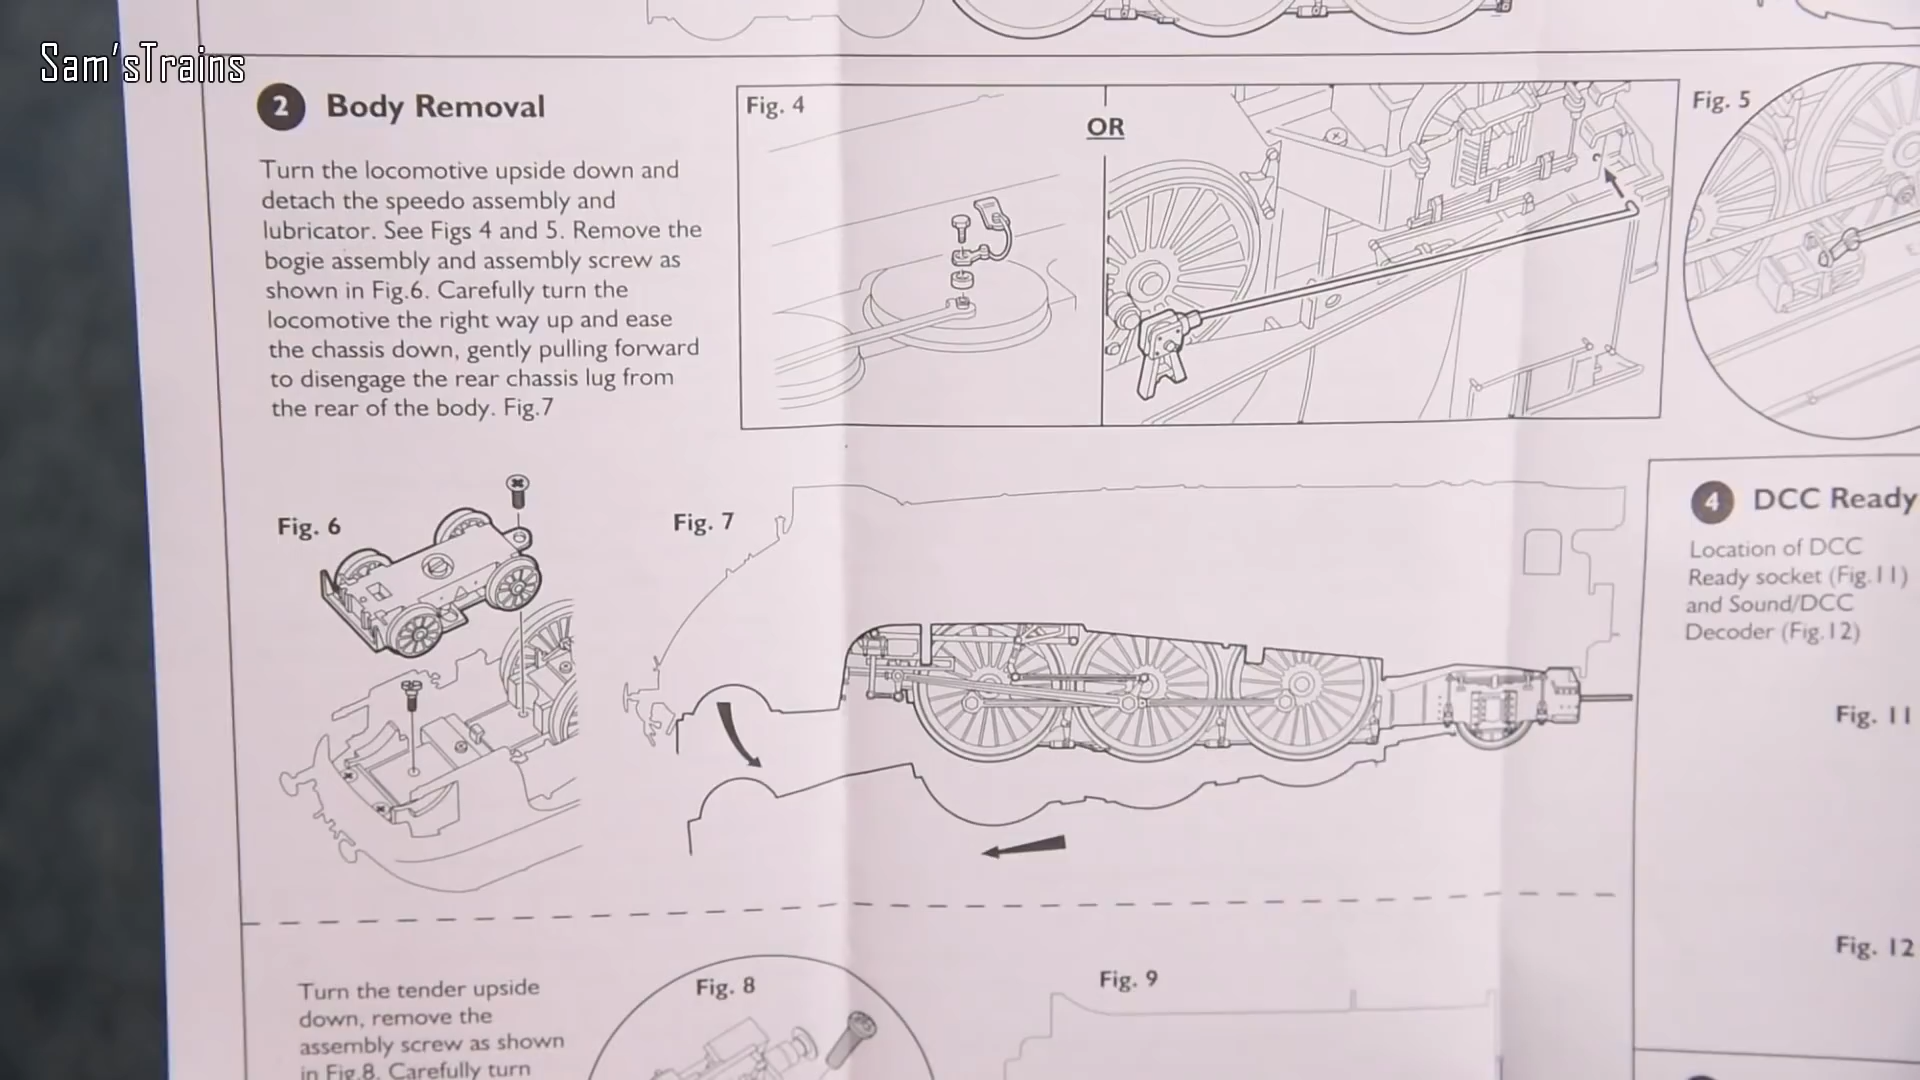 Sam'sTrains
2 Body Removal
Turn the locomotive upside down and
detach the speedo assembly and
lubricator. See Figs 4 and 5. Remove the
bogie assembly and assembly screw as
shown in Fig.6. Carefully turn the
locomotive the right way up and ease
the chassis down, gently pulling forward
to disengage the rear chassis lug from
the rear of the body. Fig.7
Fig. 4
OR
Fig. 5
Fig. 6
Fig. 7
4 DCC Ready
Location of DCC
Ready socket (Fig.11)
and Sound/DCC
Decoder (Fig.12)
Fig. 11
Fig. 12
Turn the tender upside
down, remove the
assembly screw as shown
in Fig.8. Carefully turn
Fig. 8
Fig. 9